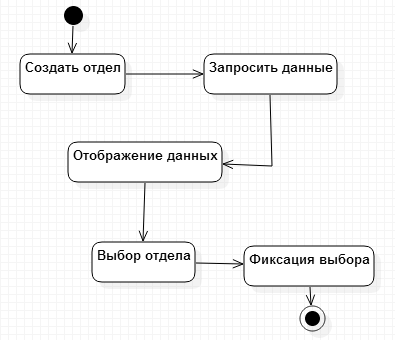 Создать отдел
Запросить данные
Отображение данных
Выбор отдела
Фиксация выбора